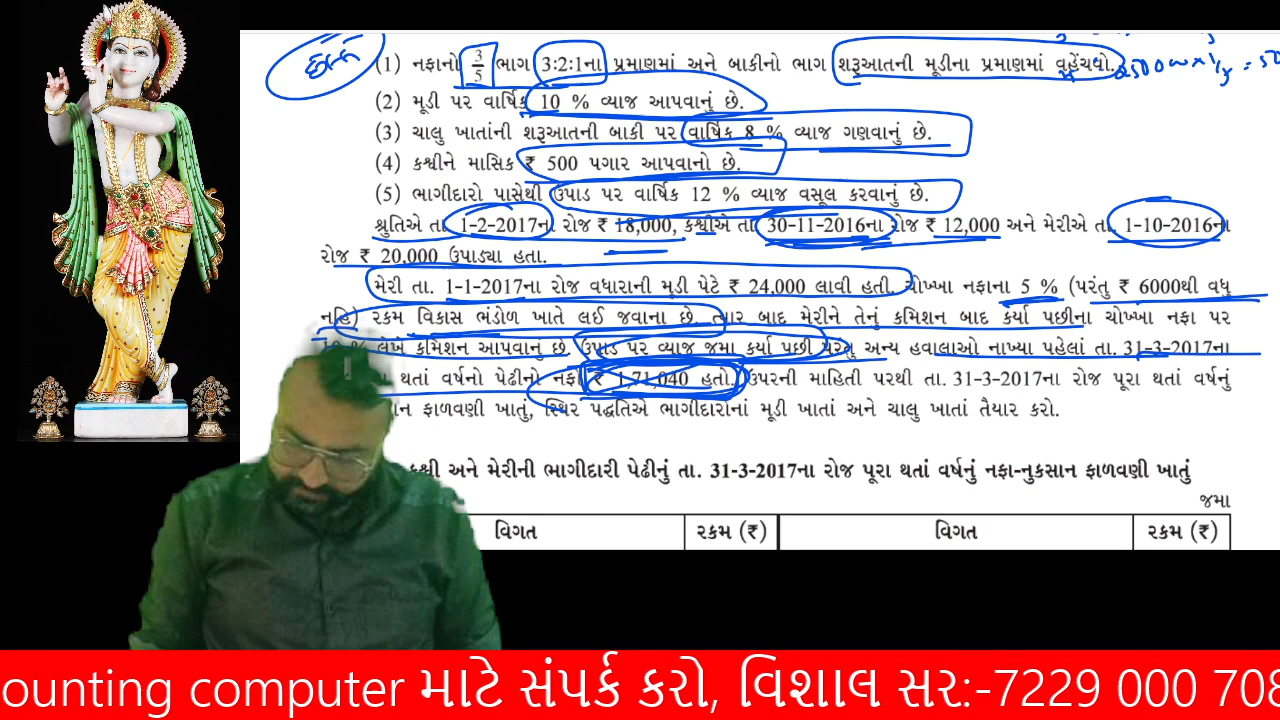 (1) નફાનો 3/5 ભાગ 3:2:1ના પ્રમાણમાં અને બાકીનો ભાગ શરૂઆતની મૂડીના પ્રમાણમાં વહેંચવો.
(2) મૂડી પર વાર્ષિક 10 % વ્યાજ આપવાનું છે.
(3) ચાલુ ખાતાંની શરૂઆતની બાકી પર વાર્ષિક 8 % વ્યાજ ગણવાનું છે.
(4) કશ્વીને માસિક ₹ 500 પગાર આપવાનો છે.
(5) ભાગીદારો પાસેથી ઉપાડ પર વાર્ષિક 12 % વ્યાજ વસૂલ કરવાનું છે.
શ્રુતિએ તા. 1-2-2017ના રોજ ₹ 18,000, કશ્વીએ તા. 30-11-2016ના રોજ ₹ 12,000 અને મેરીએ તા. 1-10-2016ના
રોજ ₹ 20,000 ઉપાડ્યા હતા.
મેરી તા. 1-1-2017ના રોજ વધારાની મૂડી પેટે ₹ 24,000 લાવી હતી. ચોખ્ખા નફાના 5 % (પરંતુ ₹ 6000થી વધુ
નહિ) રકમ વિકાસ ભંડોળ ખાતે લઈ જવાના છે. ત્યાર બાદ મેરીને તેનું કમિશન બાદ કર્યા પછીના ચોખ્ખા નફા પર
% લેખે કમિશન આપવાનું છે. ઉપાડ પર વ્યાજ જમા કર્યા પછી પરંતુ અન્ય હવાલાઓ નાખ્યા પહેલાં તા. 31-3-2017ના
થતાં વર્ષનો પેઢીનો નફો ₹ 1,71,040 હતો. ઉપરની માહિતી પરથી તા. 31-3-2017ના રોજ પૂરા થતાં વર્ષનું
ફાળવણી ખાતું, સ્થિર પદ્ધતિએ ભાગીદારોનાં મૂડી ખાતાં અને ચાલુ ખાતાં તૈયાર કરો.
કશ્વી અને મેરીની ભાગીદારી પેઢીનું તા. 31-3-2017ના રોજ પૂરા થતાં વર્ષનું નફા-નુકસાન ફાળવણી ખાતું
જમા
વિગત રકમ (₹) વિગત રકમ (₹)
ounting computer માટે સંપર્ક કરો, વિશાલ સર:-7229 000 708